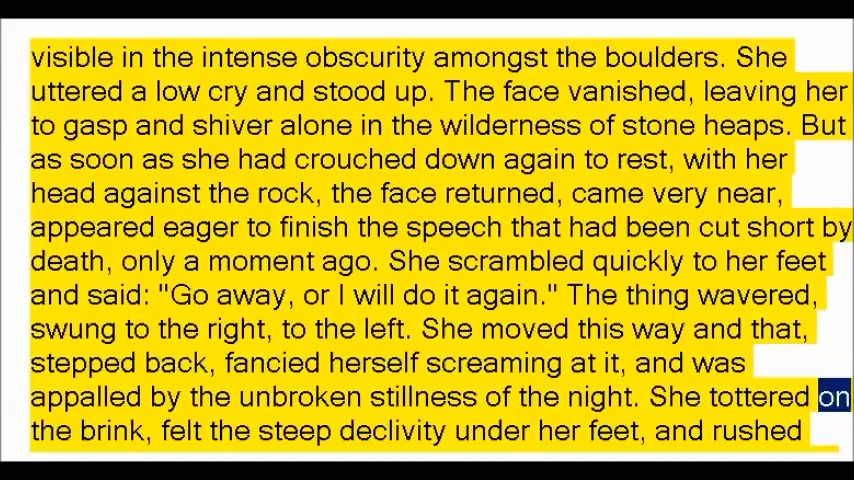 visible in the intense obscurity amongst the boulders. She
uttered a low cry and stood up. The face vanished, leaving her
to gasp and shiver alone in the wilderness of stone heaps. But
as soon as she had crouched down again to rest, with her
head against the rock, the face returned, came very near,
appeared eager to finish the speech that had been cut short by
death, only a moment ago. She scrambled quickly to her feet
and said: "Go away, or I will do it again." The thing wavered,
swung to the right, to the left. She moved this way and that,
stepped back, fancied herself screaming at it, and was
appalled by the unbroken stillness of the night. She tottered on
the brink, felt the steep declivity under her feet, and rushed